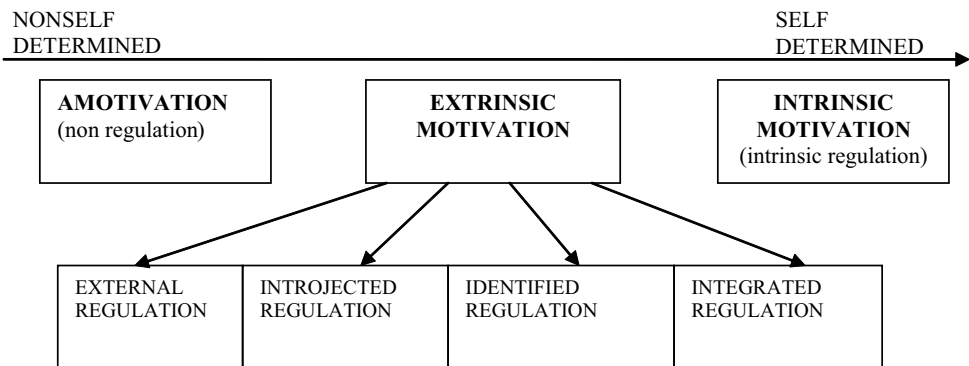 NONSELF
DETERMINED
SELF
DETERMINED
AMOTIVATION
(non regulation)
EXTRINSIC
MOTIVATION
INTRINSIC
MOTIVATION
(intrinsic regulation)
EXTERNAL
REGULATION
INTROJECTED
REGULATION
IDENTIFIED
REGULATION
INTEGRATED
REGULATION